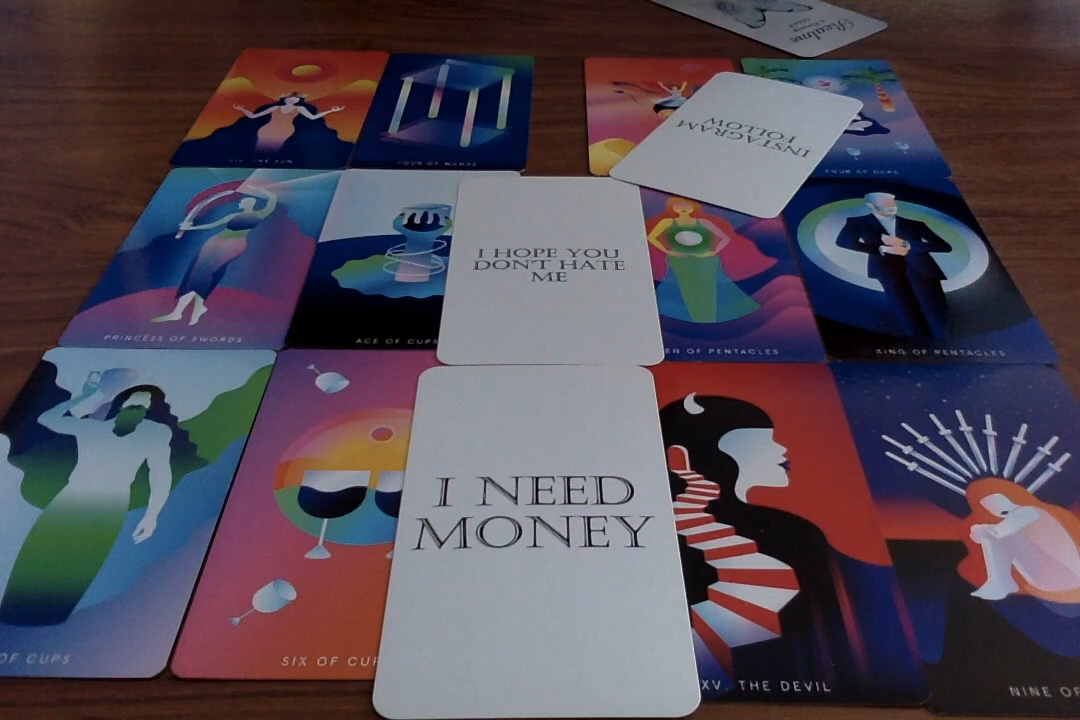 Realms
XIX. THE SUN
FOUR OF WANDS
INSTAGRAM
FOLLOW
FOUR OF CUPS
PRINCESS OF SWORDS
ACE OF CUPS
I HOPE YOU
DON'T HATE
ME
EN OF PENTACLES
KING OF PENTACLES
OF CUPS
SIX OF CUP
I NEED
MONEY
XV. THE DEVIL
NINE OF